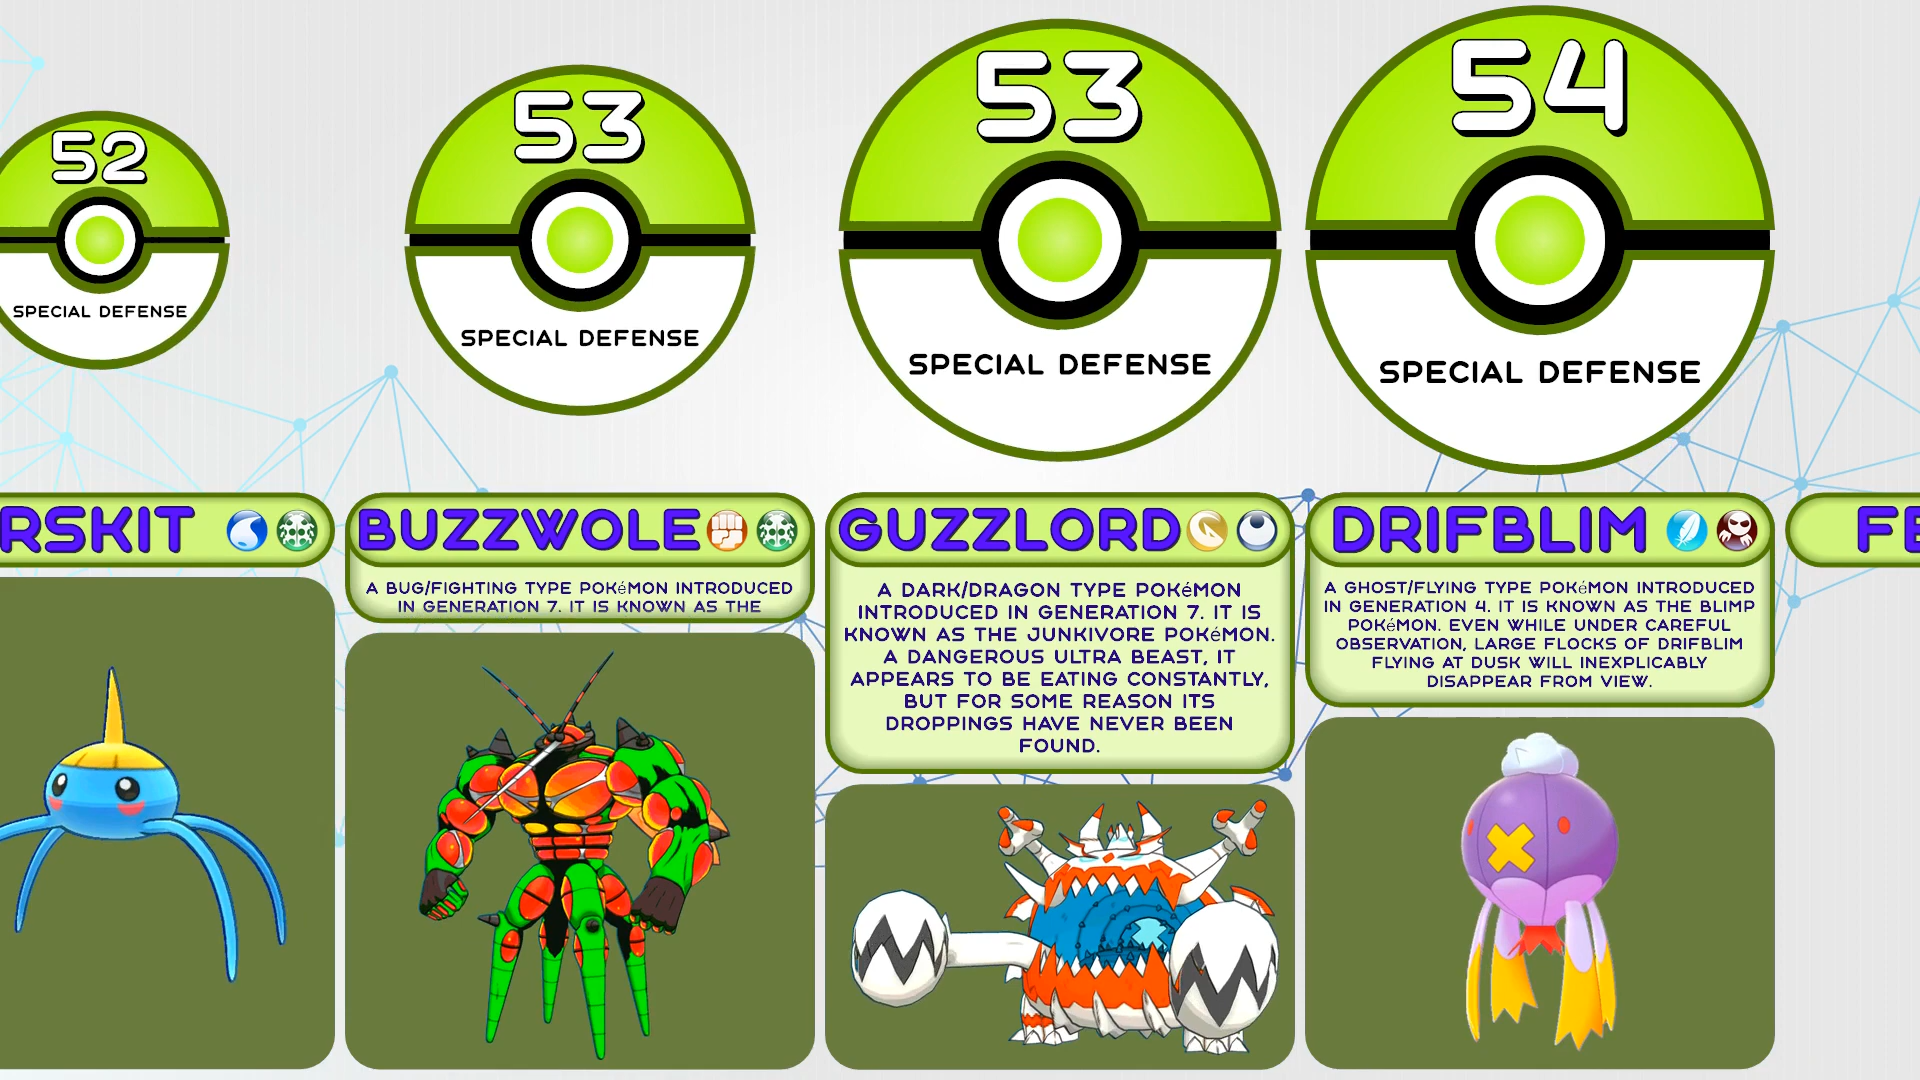 52
SPECIAL DEFENSE
53
SPECIAL DEFENSE
53
SPECIAL DEFENSE
54
SPECIAL DEFENSE
RSKIT
BUZZWOLE
A BUG/FIGHTING TYPE POKéMON INTRODUCED
IN GENERATION 7. IT IS KNOWN AS THE
GUZZLORD
A DARK/DRAGON TYPE POKéMON
INTRODUCED IN GENERATION 7. IT IS
KNOWN AS THE JUNKIVORE POKéMON.
A DANGEROUS ULTRA BEAST, IT
APPEARS TO BE EATING CONSTANTLY,
BUT FOR SOME REASON ITS
DROPPINGS HAVE NEVER BEEN
FOUND.
DRIFBLIM
A GHOST/FLYING TYPE POKéMON INTRODUCED
IN GENERATION 4. IT IS KNOWN AS THE BLIMP
POKéMON. EVEN WHILE UNDER CAREFUL
OBSERVATION, LARGE FLOCKS OF DRIFBLIM
FLYING AT DUSK WILL INEXPLICABLY
DISAPPEAR FROM VIEW.
FE